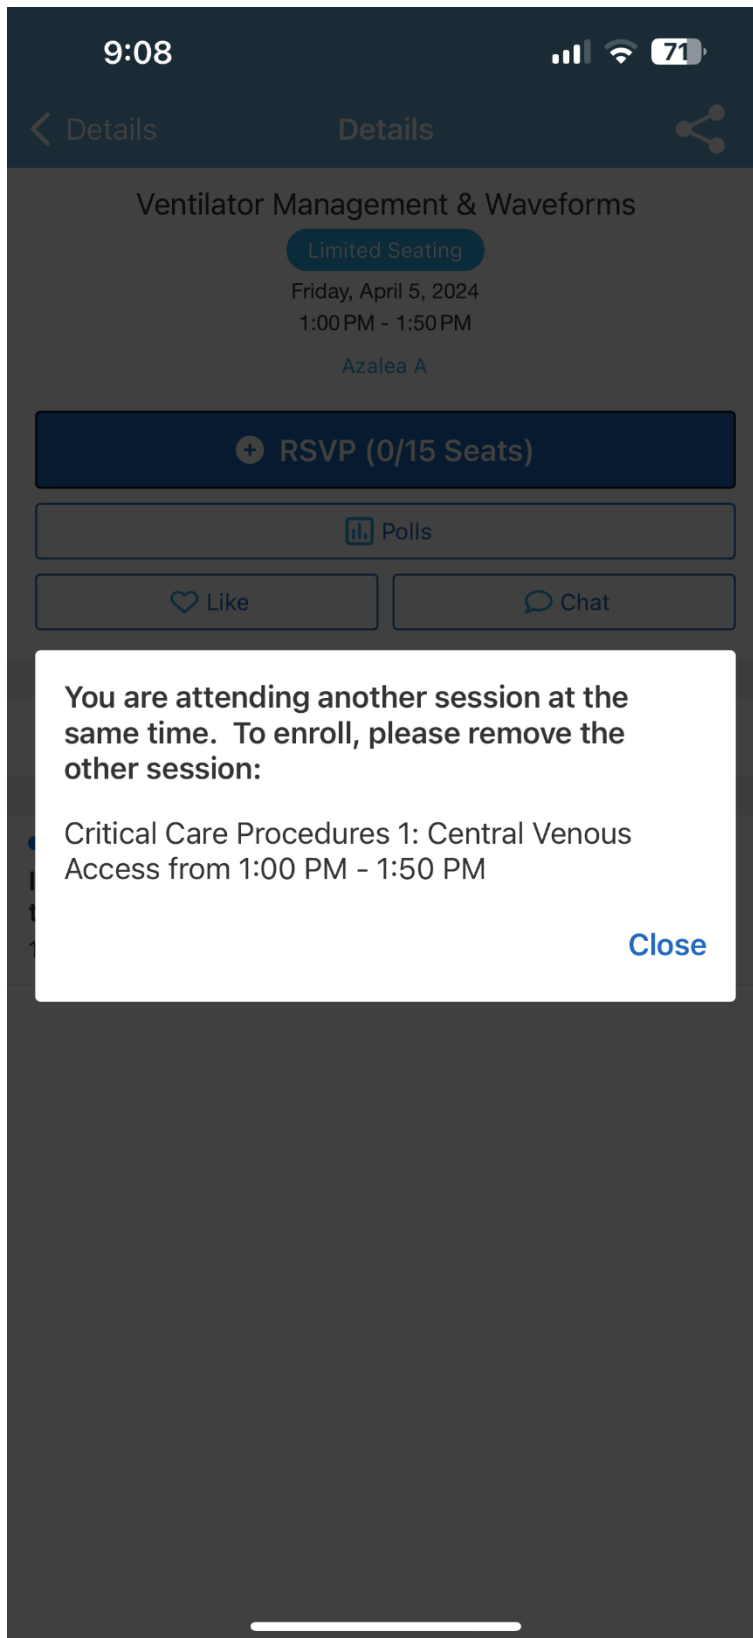 9:08
71
Details
Details
Ventilator Management & Waveforms
Limited Seating
Friday, April 5, 2024
1:00 PM - 1:50 PM
Azalea A
RSVP (0/15 Seats)
Polls
Like
Chat
You are attending another session at the
same time.  To enroll, please remove the
other session:
Critical Care Procedures 1: Central Venous
Access from 1:00 PM - 1:50 PM
Close